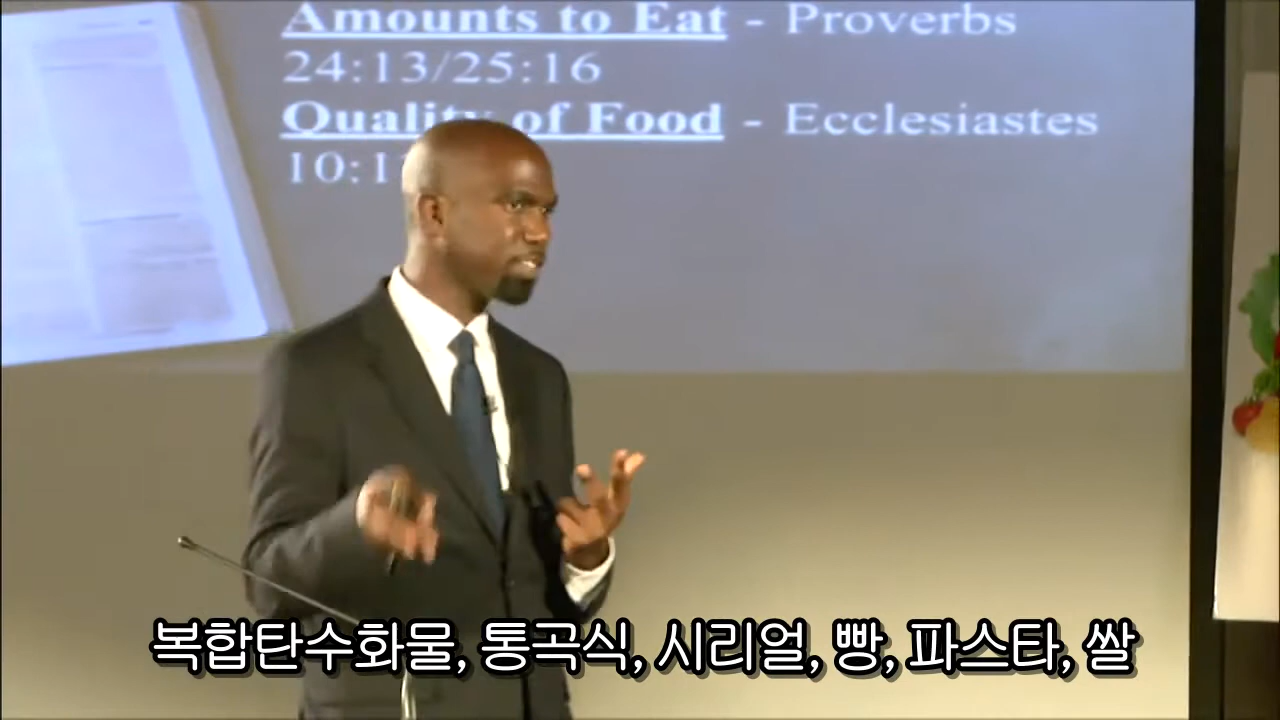 Amounts to Eat - Proverbs
24:13/25:16
Quality of Food - Ecclesiastes
복합탄수화물, 통곡식, 시리얼, 빵, 파스타, 쌀